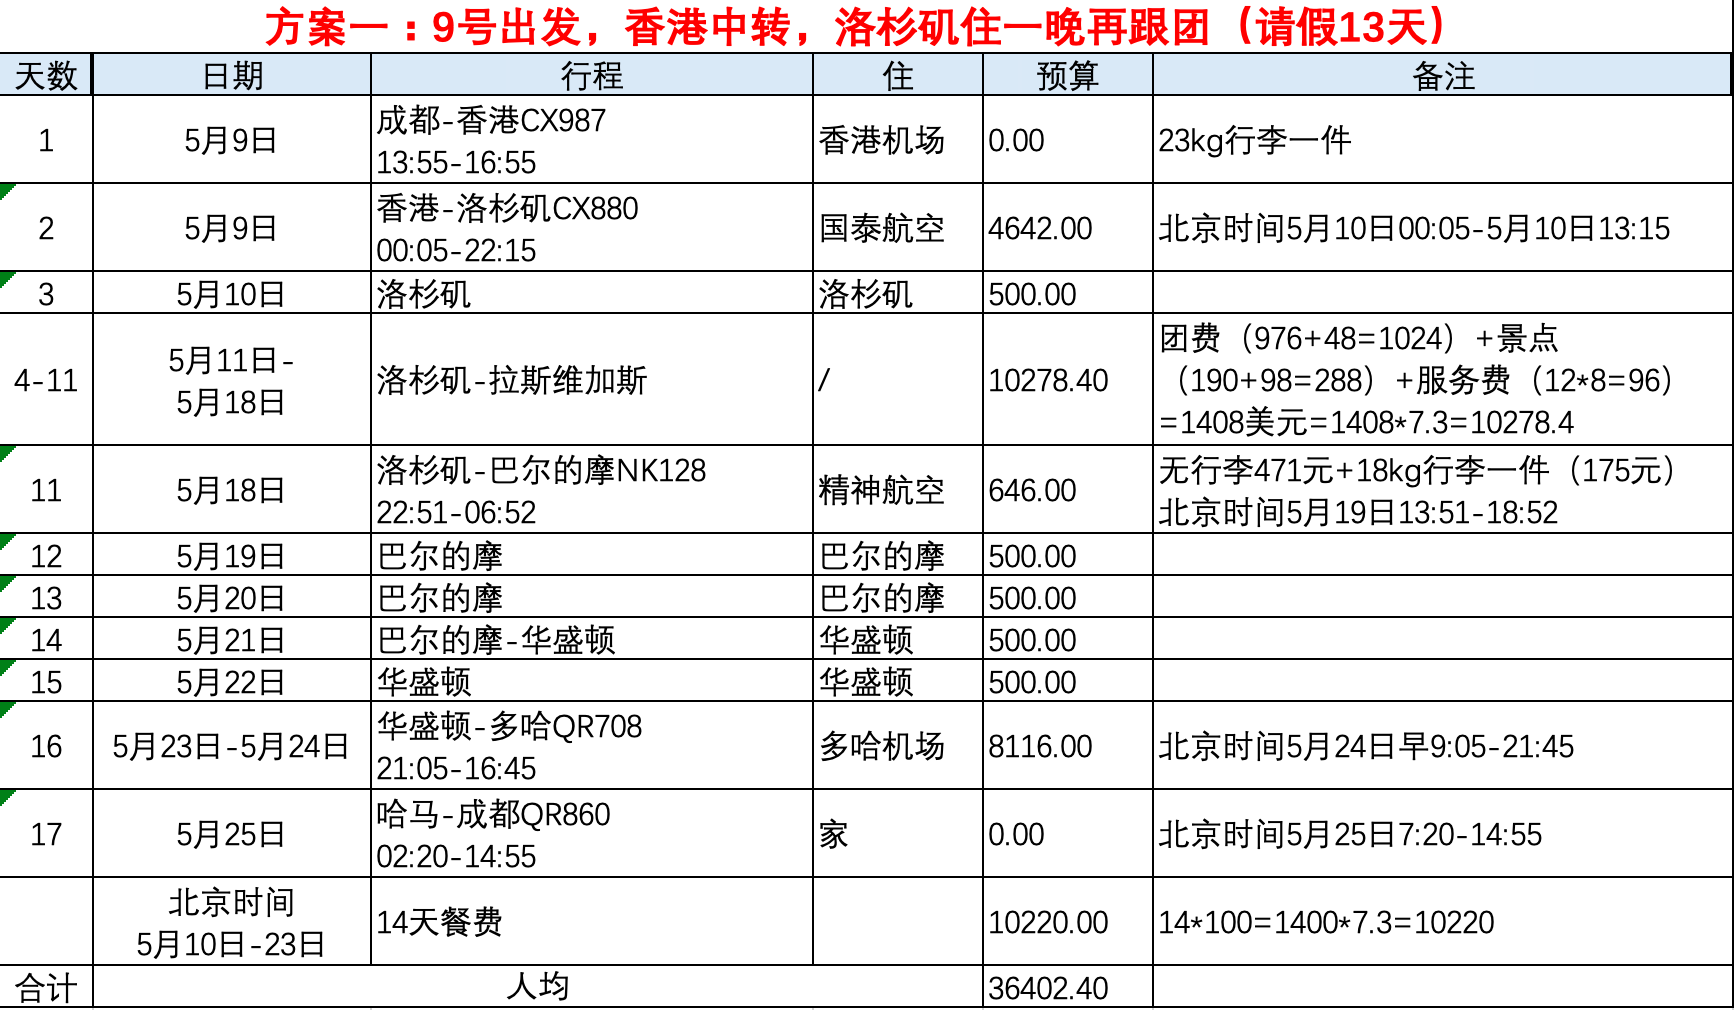 方案一：9号出发，香港中转，洛杉矶住一晚再跟团（请假13天）
天数 日期 行程 住 预算 备注
1 5月9日 成都-香港CX987
13:55-16:55 香港机场 0.00 23kg行李一件
2 5月9日 香港-洛杉矶CX880
00:05-22:15 国泰航空 4642.00 北京时间5月10日00:05-5月10日13:15
3 5月10日 洛杉矶 洛杉矶 500.00
4-11 5月11日-
5月18日 洛杉矶-拉斯维加斯 / 10278.40 团费（976+48=1024）+景点
（190+98=288）+服务费（12*8=96）
=1408美元=1408*7.3=10278.4
11 5月18日 洛杉矶-巴尔的摩NK128
22:51-06:52 精神航空 646.00 无行李471元+18kg行李一件（175元）
北京时间5月19日13:51-18:52
12 5月19日 巴尔的摩 巴尔的摩 500.00
13 5月20日 巴尔的摩 巴尔的摩 500.00
14 5月21日 巴尔的摩-华盛顿 华盛顿 500.00
15 5月22日 华盛顿 华盛顿 500.00
16 5月23日-5月24日 华盛顿-多哈QR708
21:05-16:45 多哈机场 8116.00 北京时间5月24日早9:05-21:45
17 5月25日 哈马-成都QR860
02:20-14:55 家 0.00 北京时间5月25日7:20-14:55
北京时间
5月10日-23日 14天餐费 10220.00 14*100=1400*7.3=10220
合计 人均 36402.40